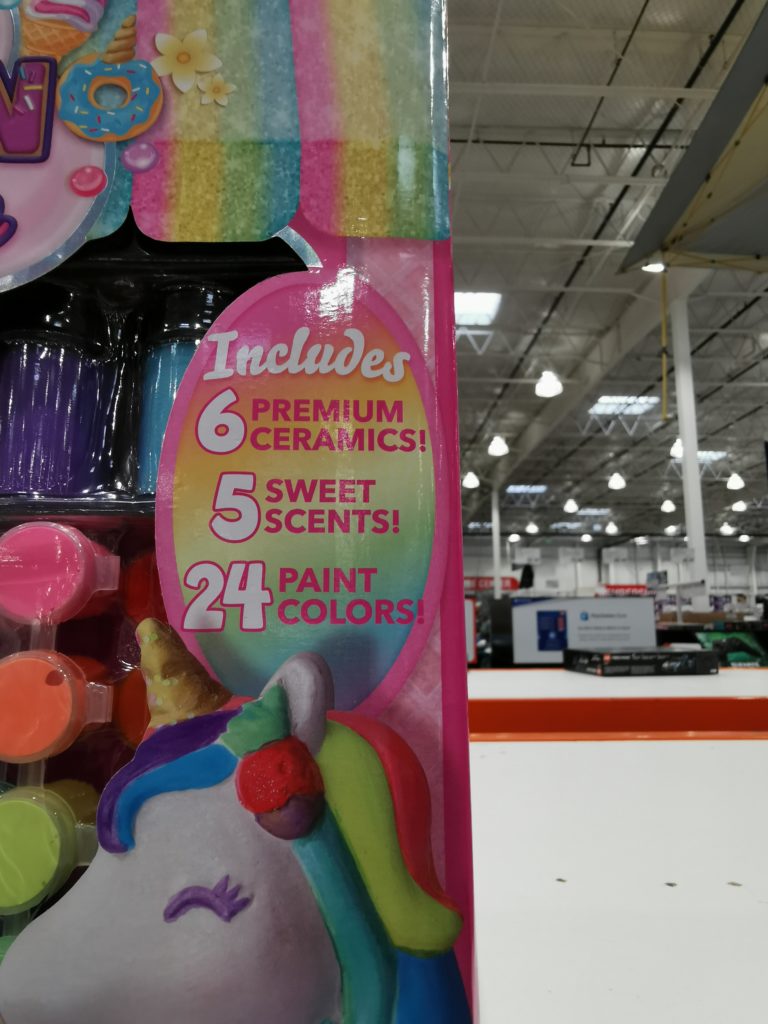 Includes
6 PREMIUM
CERAMICS!
5 SWEET
SCENTS!
24 PAINT
COLORS!